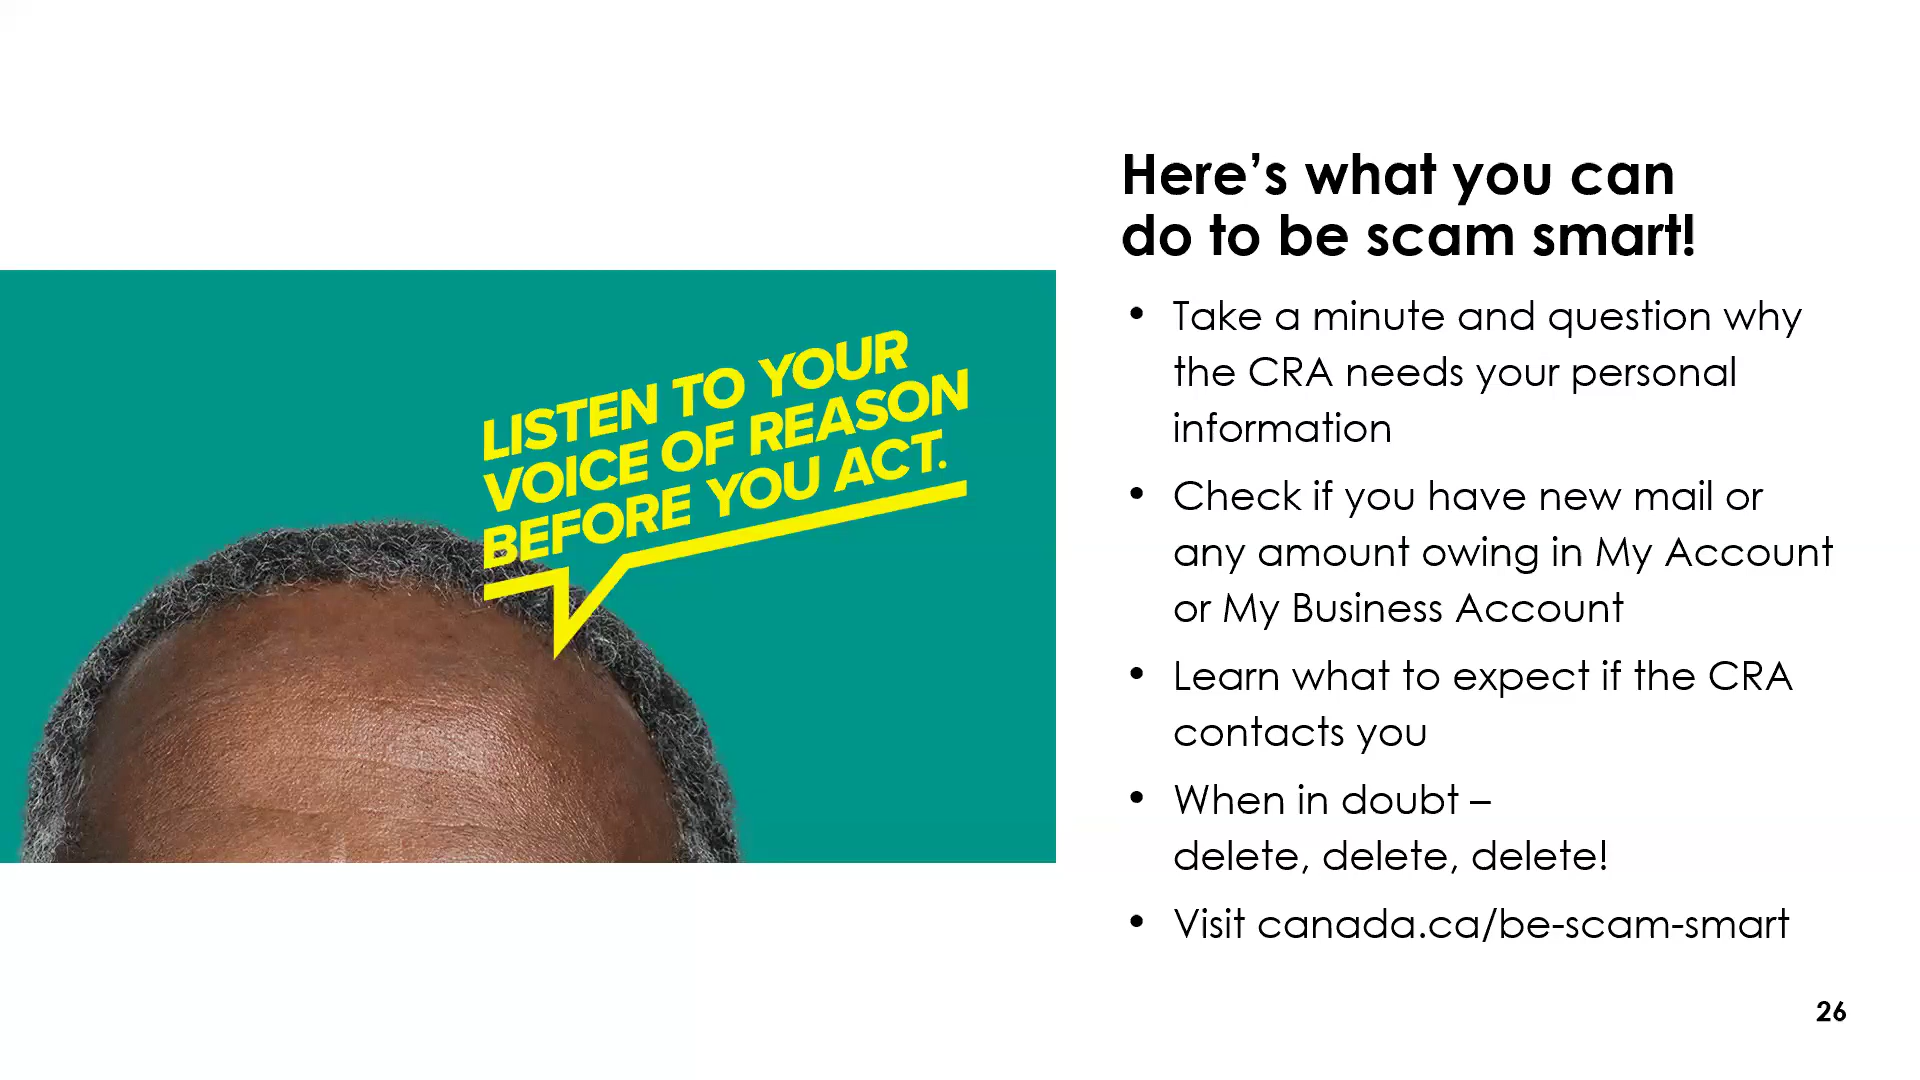 LISTEN TO YOUR
VOICE OF REASON
BEFORE YOU ACT.
Here’s what you can
do to be scam smart!
• Take a minute and question why
the CRA needs your personal
information
• Check if you have new mail or
any amount owing in My Account
or My Business Account
• Learn what to expect if the CRA
contacts you
• When in doubt –
delete, delete, delete!
• Visit canada.ca/be-scam-smart
26